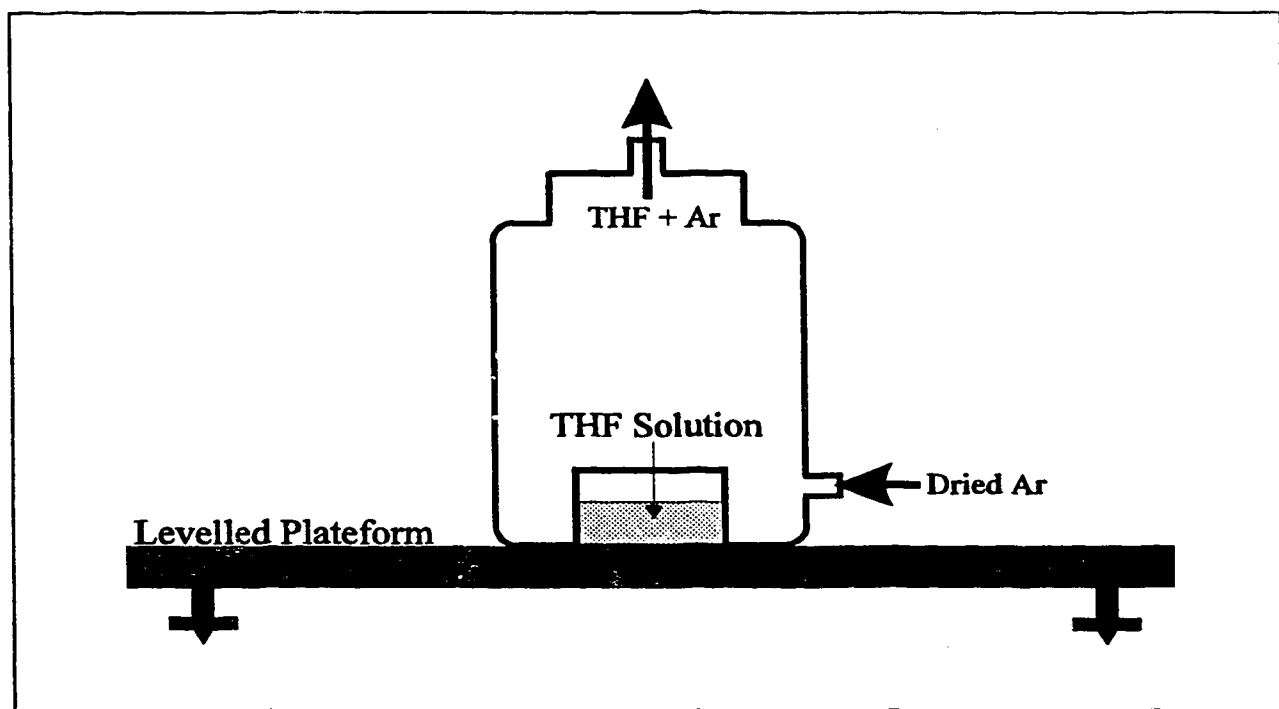 THF + Ar
THF Solution
Dried Ar
Levelled Plateform